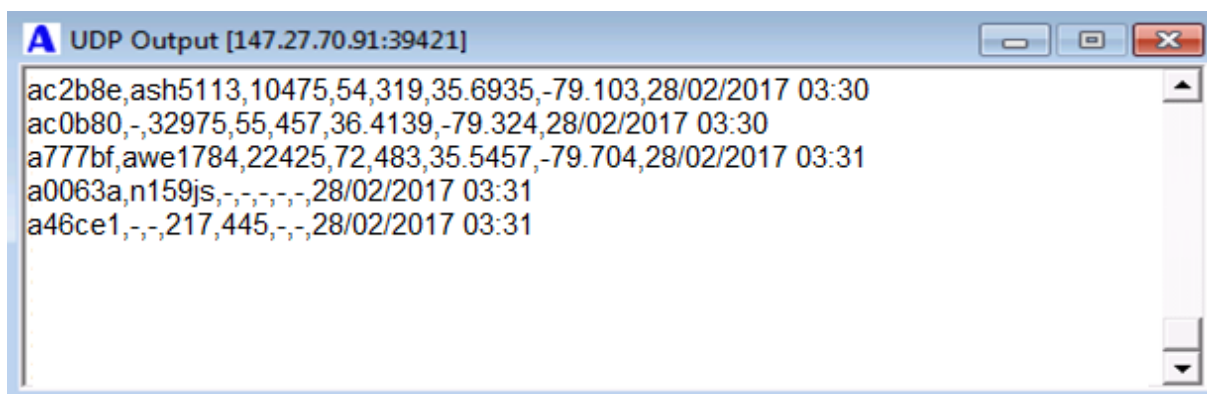 A UDP Output [147.27.70.91:39421]
ac2b8e,ash5113,10475,54,319,35.6935,-79.103,28/02/2017 03:30
ac0b80,-,32975,55,457,36.4139,-79.324,28/02/2017 03:30
a777bf,awe1784,22425,72,483,35.5457,-79.704,28/02/2017 03:31
a0063a,n159js,-,-,-,-,-,28/02/2017 03:31
a46ce1,-,-,217,445,-,-,28/02/2017 03:31